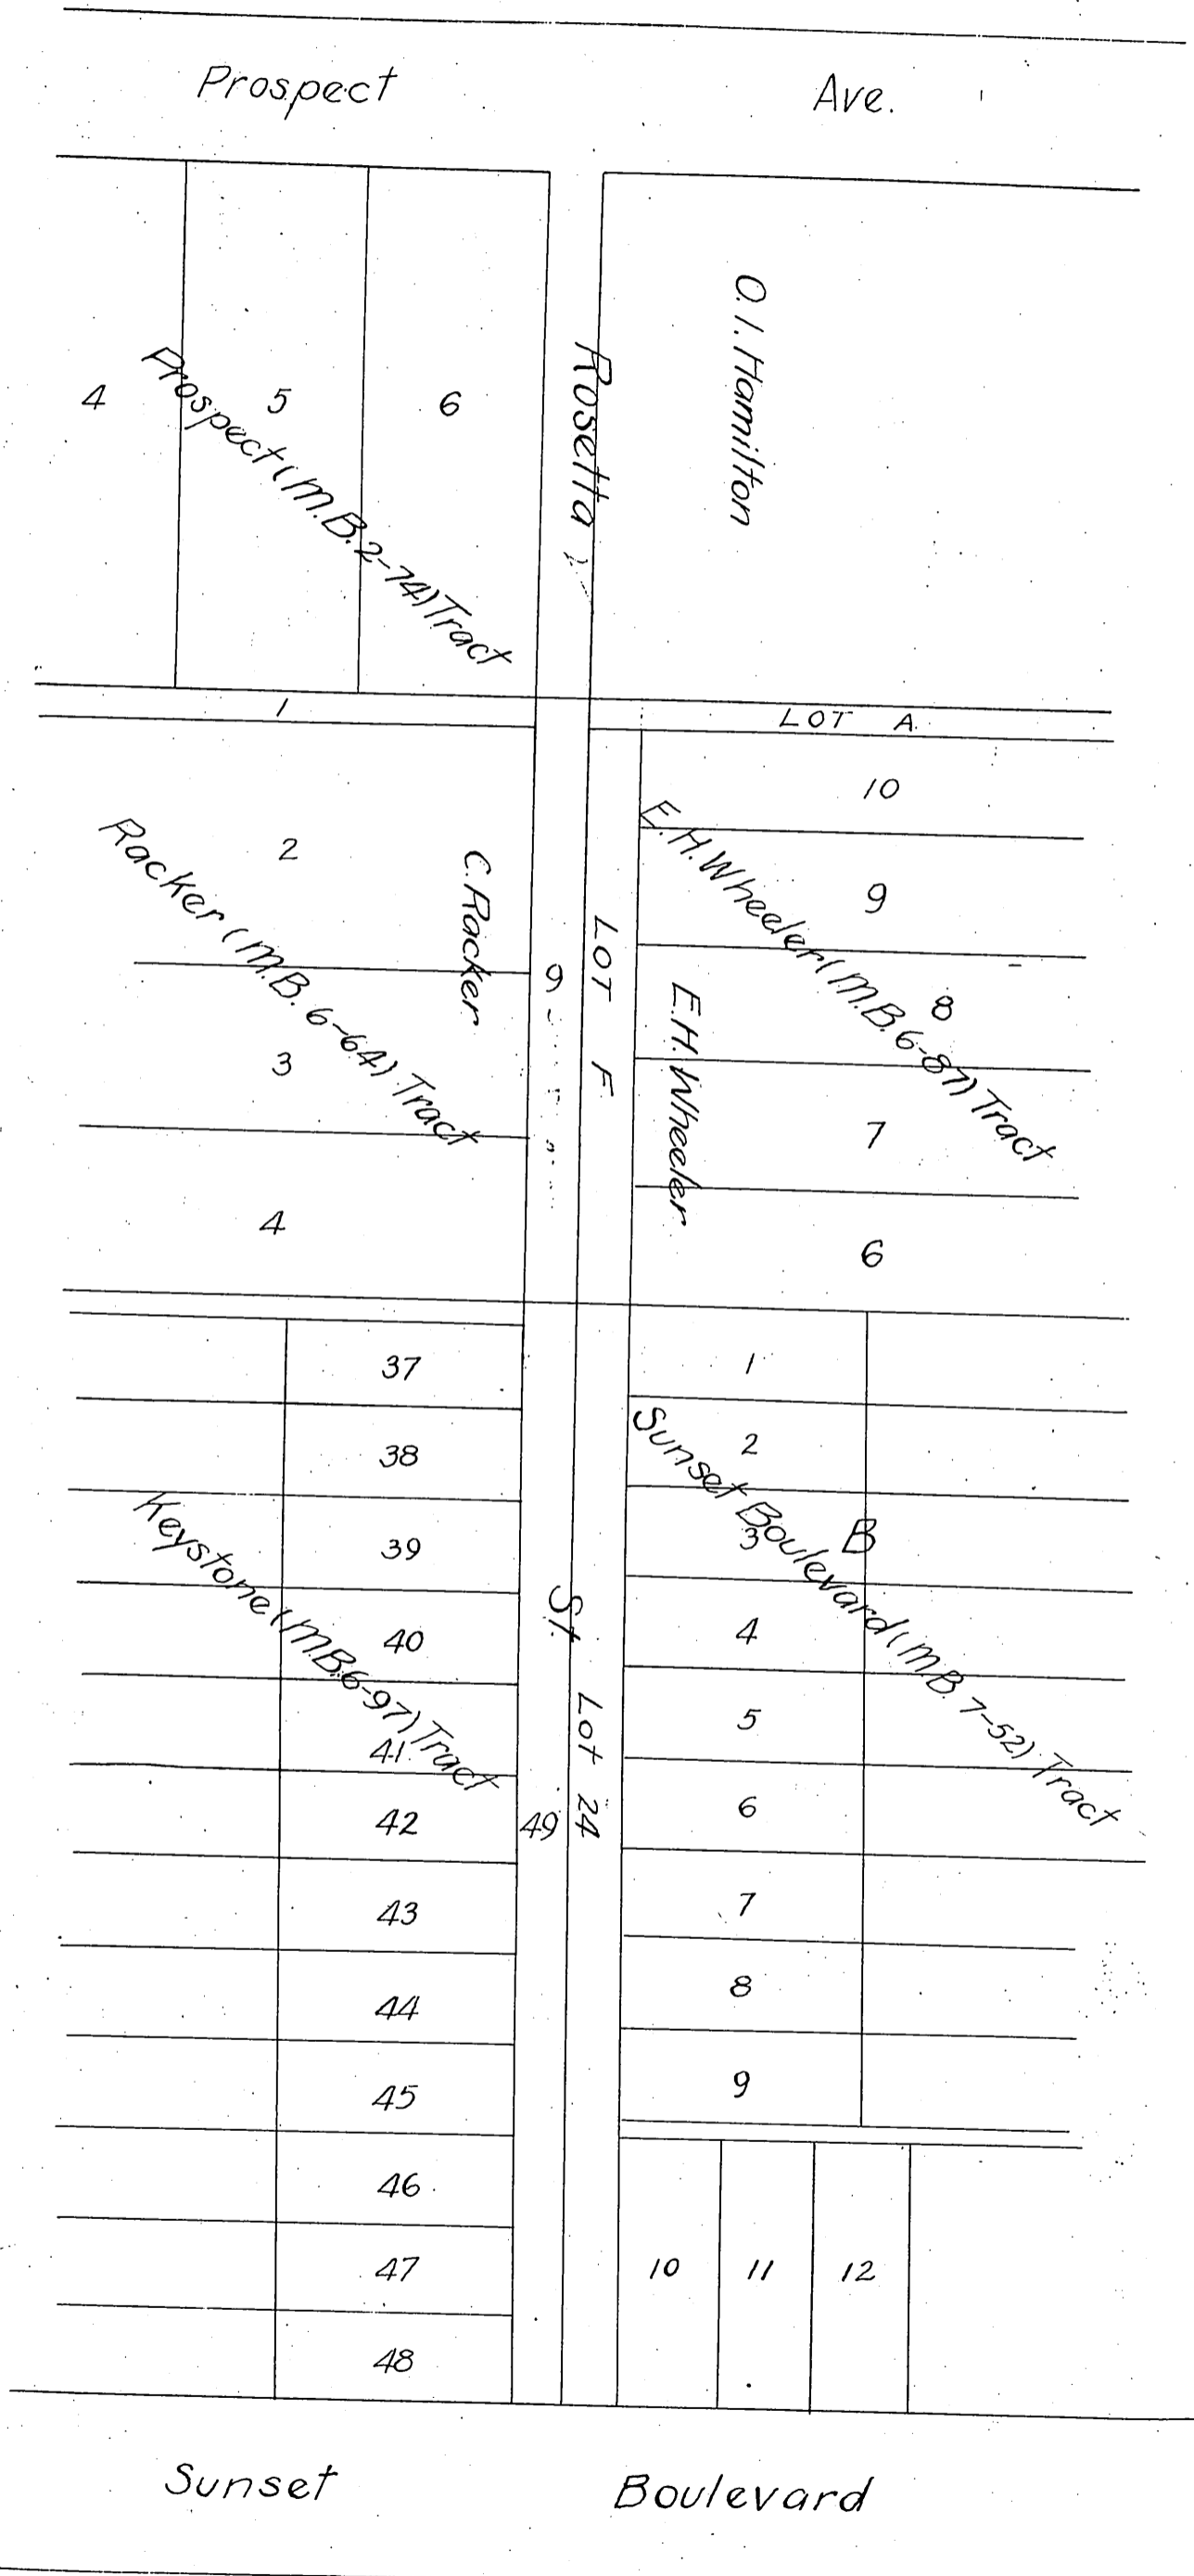 Prospect Ave.
O. I. Hamilton
Rosetta
4 5 6
Prospect (M.B. 2-74) Tract
1
LOT A.
10
2
Racker (M.B. 6-64) Tract
C. Racker
E.H. Wheeler (M.B. 6-87) Tract
9
9
LOT F
E.H. Wheeler
8
3
7
4
6
37
1
38
2
Sunset Boulevard (M.B. 7-52) Tract
Keystone (M.B. 6-97) Tract
39
3
B
St.
40
4
Lot 24
41
5
42
49
6
43
7
44
8
45
9
46
47
10 11 12
48
Sunset Boulevard